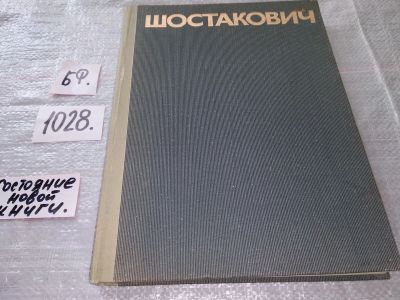 ШОСТАКОВИЧ
БФ.
1028.
состояние
новой
книги.